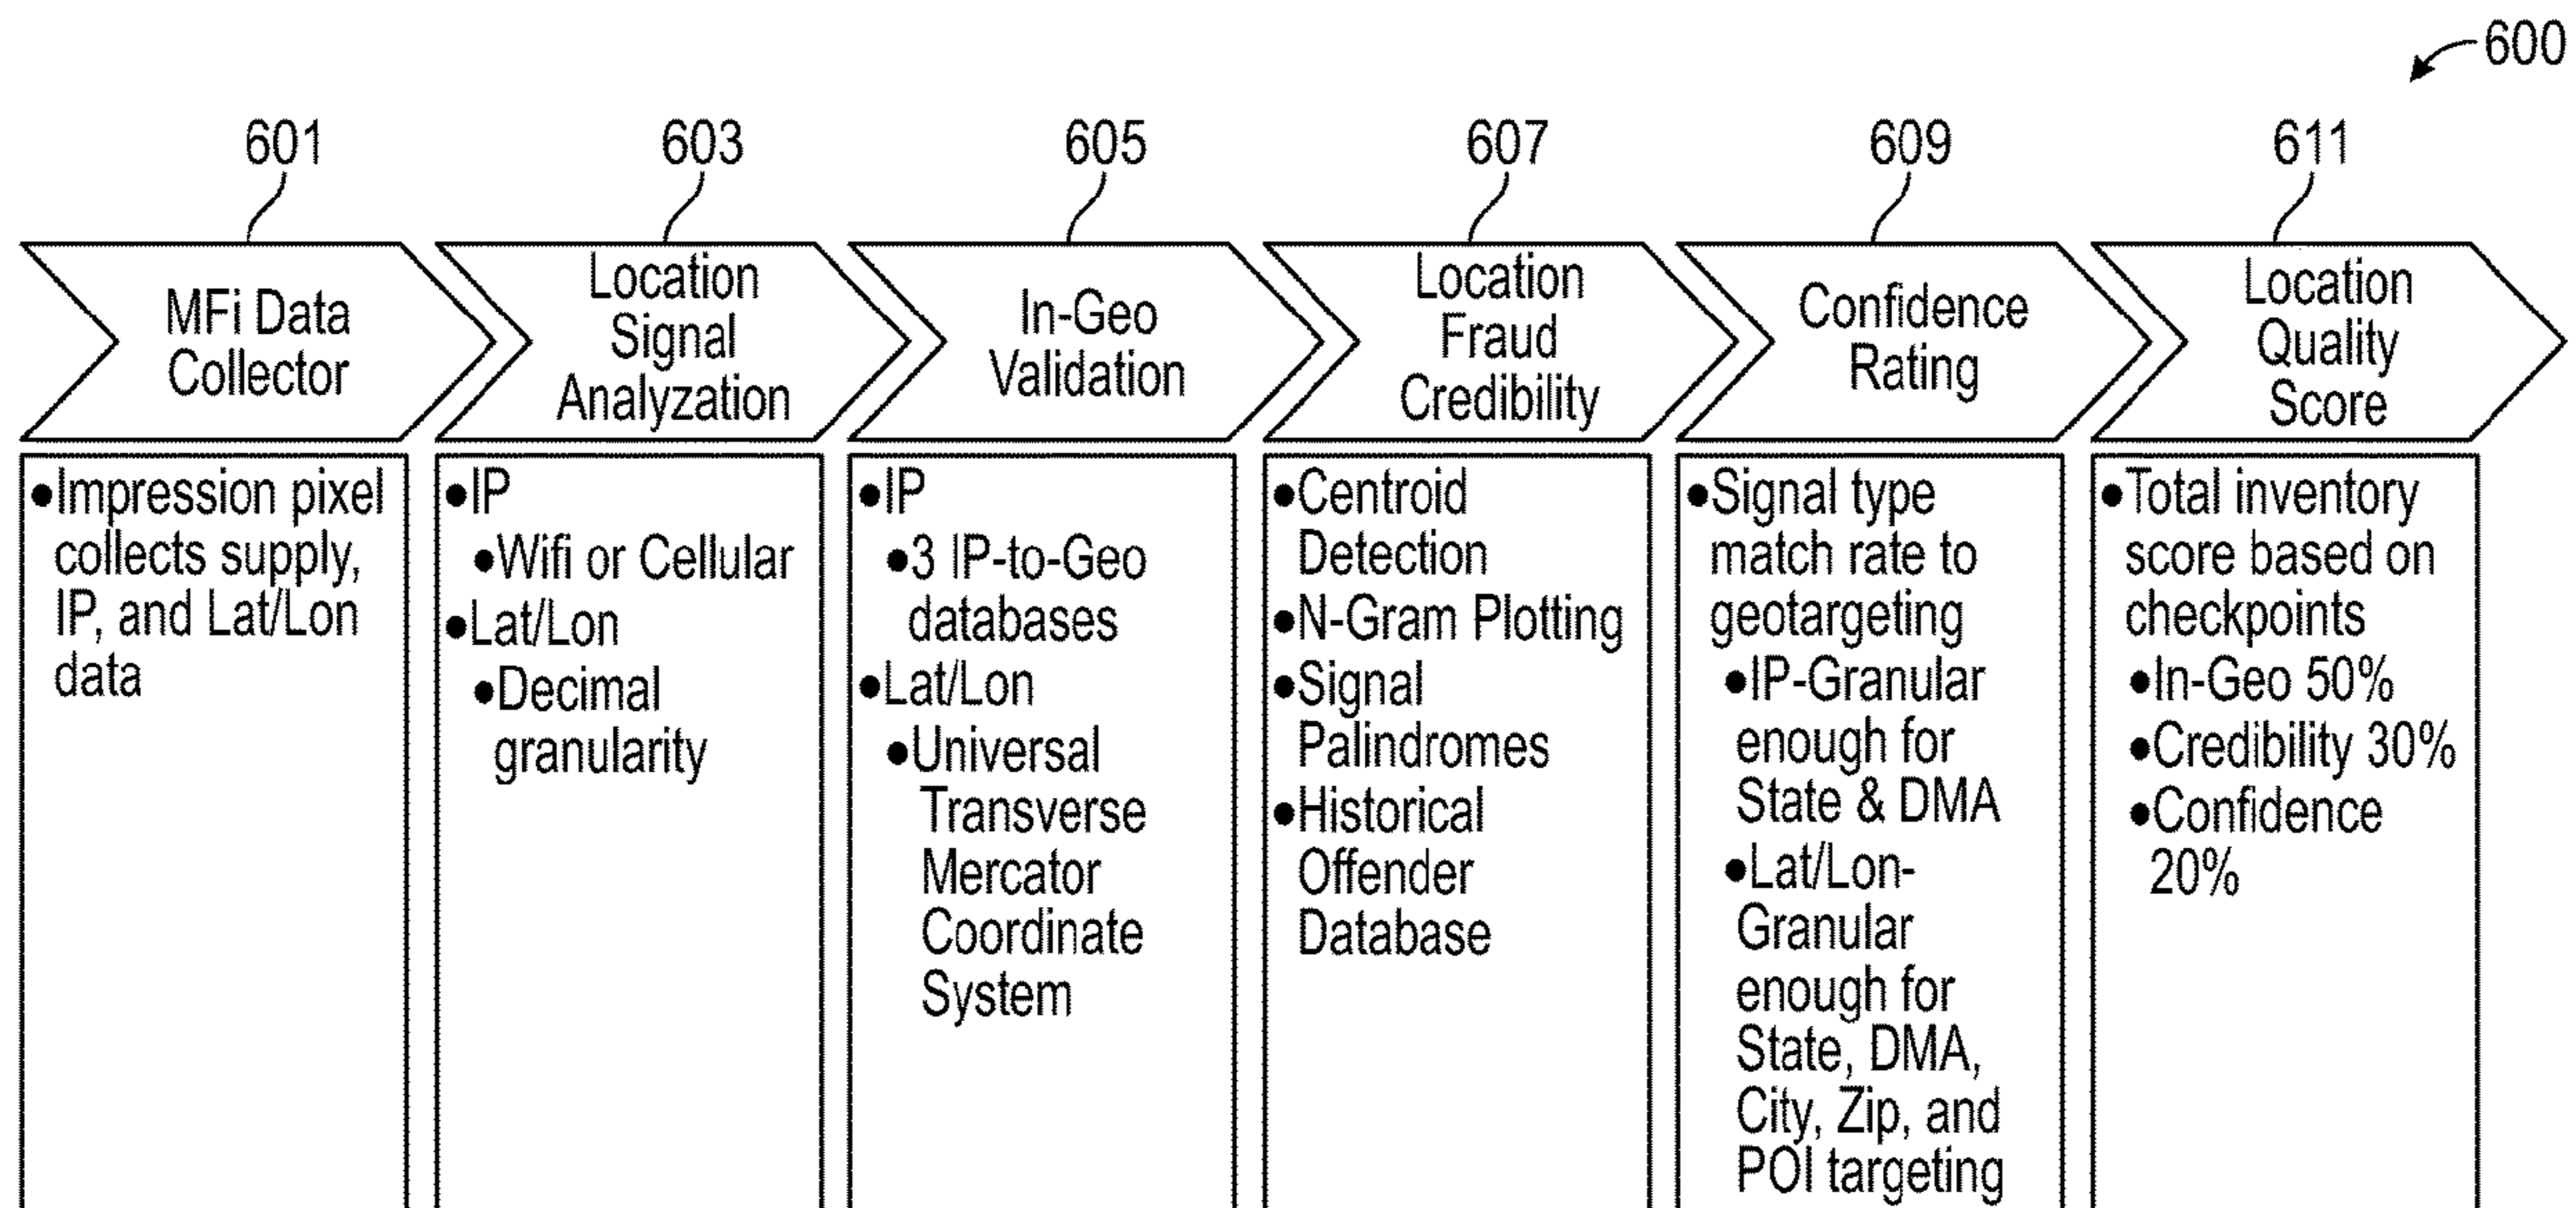 600
601
603
605
607
609
611
MFi Data
Collector
Location
Signal
Analyzation
In-Geo
Validation
Location
Fraud
Credibility
Confidence
Rating
Location
Quality
Score
•Impression pixel
collects supply,
IP, and Lat/Lon
data
•IP
•Wifi or Cellular
•Lat/Lon
•Decimal
granularity
•IP
•3 IP-to-Geo
databases
•Lat/Lon
•Universal
Transverse
Mercator
Coordinate
System
•Centroid
Detection
•N-Gram Plotting
•Signal
Palindromes
•Historical
Offender
Database
•Signal type
match rate to
geotargeting
•IP-Granular
enough for
State & DMA
•Lat/Lon-
Granular
enough for
State, DMA,
City, Zip, and
POI targeting
•Total inventory
score based on
checkpoints
•In-Geo 50%
•Credibility 30%
•Confidence
20%